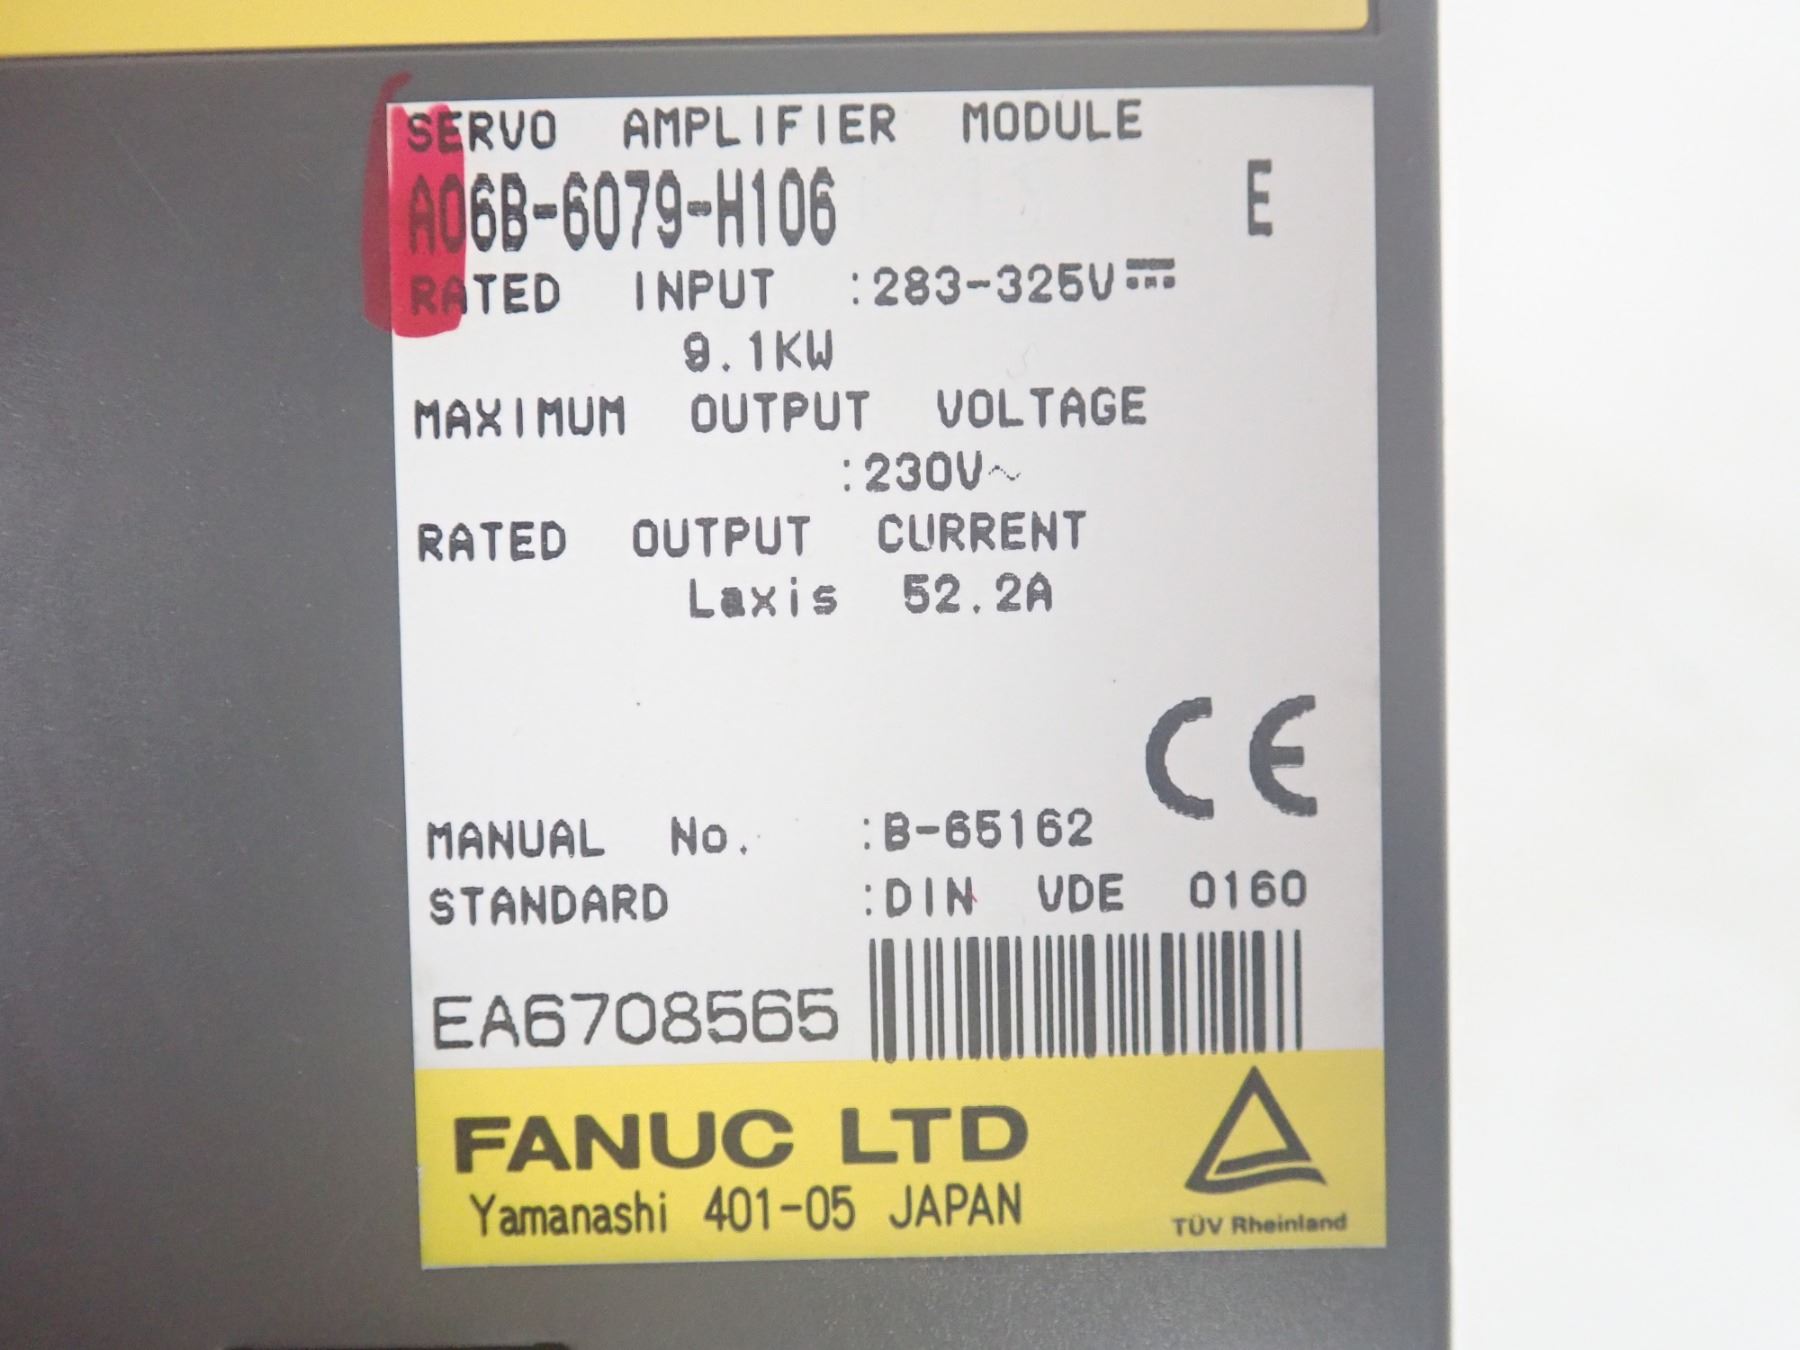 SERVO AMPLIFIER MODULE
A06B-6079-H106 E
RATED INPUT :283-325V⎓
9.1KW
MAXIMUM OUTPUT VOLTAGE
:230V~
RATED OUTPUT CURRENT
Laxis 52.2A
CE
MANUAL No. :B-65162
STANDARD :DIN VDE 0160
EA6708565
FANUC LTD
Yamanashi 401-05 JAPAN
TÜV Rheinland